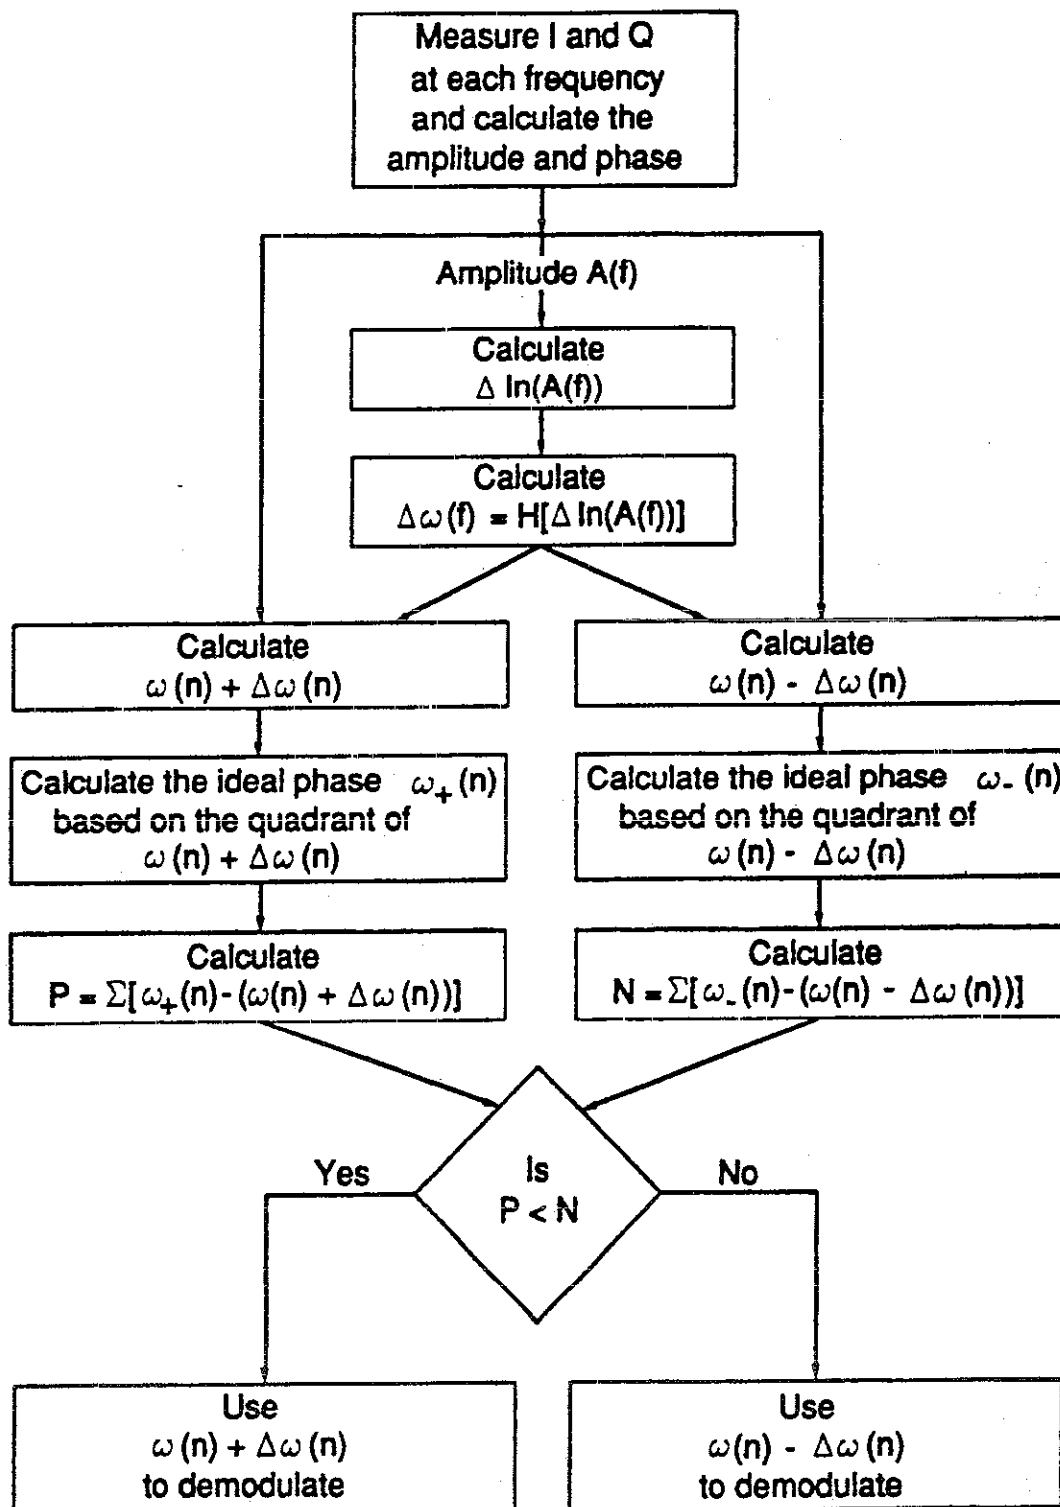 Measure I and Q
at each frequency
and calculate the
amplitude and phase
Amplitude A(f)
Calculate
Δ ln(A(f))
Calculate
Δω(f) = H[Δ ln(A(f))]
Calculate
ω(n) + Δω(n)
Calculate
ω(n) - Δω(n)
Calculate the ideal phase ω₊(n)
based on the quadrant of
ω(n) + Δω(n)
Calculate the ideal phase ω₋(n)
based on the quadrant of
ω(n) - Δω(n)
Calculate
P = Σ[ω₊(n)-(ω(n) + Δω(n))]
Calculate
N = Σ[ω₋(n)-(ω(n) - Δω(n))]
Is
P < N
Yes
No
Use
ω(n) + Δω(n)
to demodulate
Use
ω(n) - Δω(n)
to demodulate